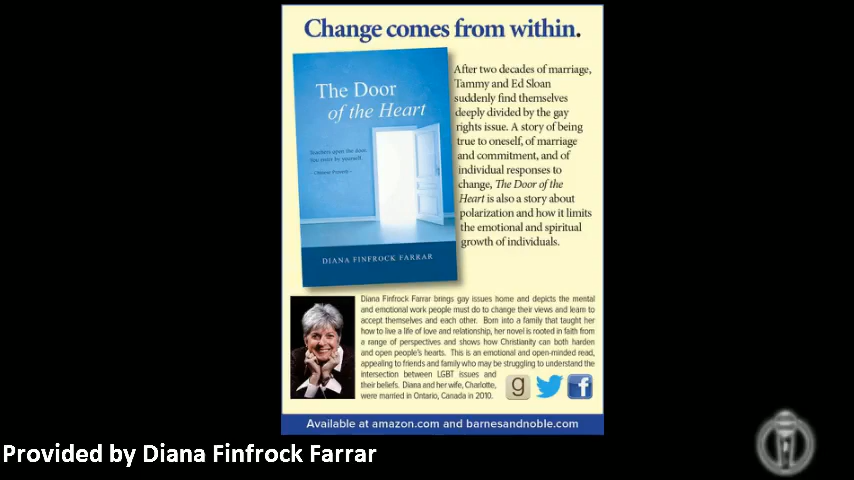 Change comes from within.
The Door
of the Heart
Teachers open the door.
You enter by yourself.
- Chinese Proverb -
DIANA FINFROCK FARRAR
After two decades of marriage,
Tammy and Ed Sloan
suddenly find themselves
deeply divided by the gay
rights issue. A story of being
true to oneself, of marriage
and commitment, and of
individual responses to
change, The Door of the
Heart is also a story about
polarization and how it limits
the emotional and spiritual
growth of individuals.
Diana Finfrock Farrar brings gay issues home and depicts the mental
and emotional work people must do to change their views and learn to
accept themselves and each other. Born into a family that taught her
how to live a life of love and relationship, her novel is rooted in faith from
a range of perspectives and shows how Christianity can both harden
and open people's hearts. This is an emotional and open-minded read,
appealing to friends and family who may be struggling to understand the
intersection between LGBT issues and
their beliefs. Diana and her wife, Charlotte,
were married in Ontario, Canada in 2010.
g
f
Available at amazon.com and barnesandnoble.com
Provided by Diana Finfrock Farrar